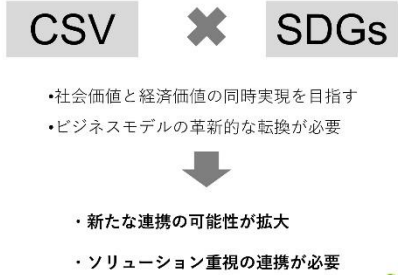 CSV × SDGs
•社会価値と経済価値の同時実現を目指す
•ビジネスモデルの革新的な転換が必要
・新たな連携の可能性が拡大
・ソリューション重視の連携が必要